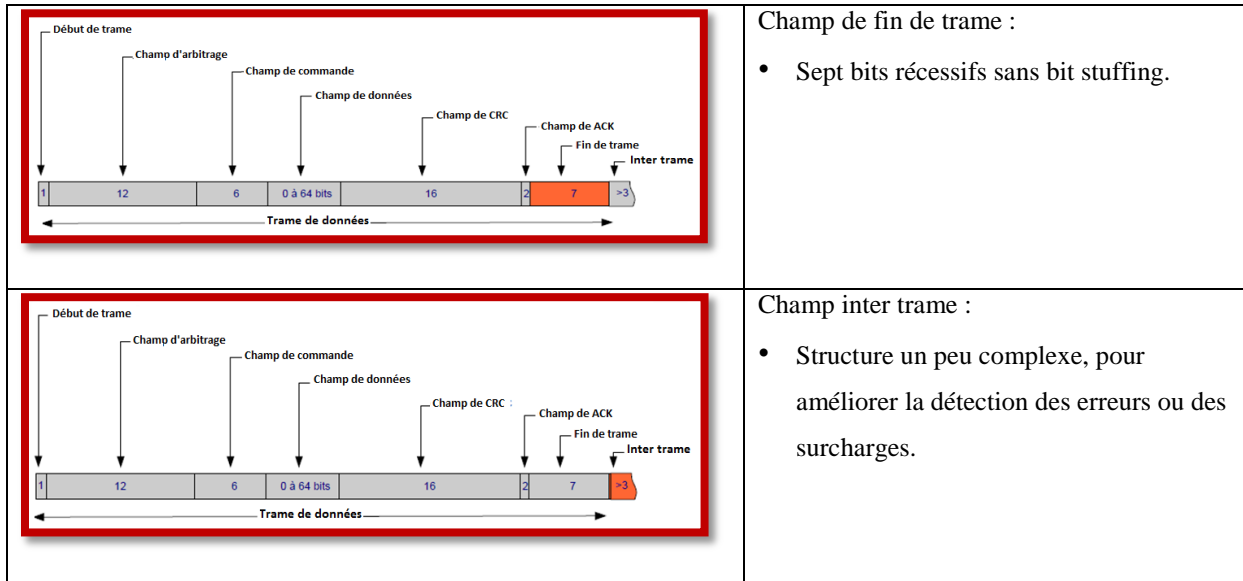 Début de trame
Champ d'arbitrage
Champ de commande
Champ de données
Champ de CRC
Champ de ACK
Fin de trame
Inter trame
1 12 6 0 à 64 bits 16 2 7 >3
Trame de données
Champ de fin de trame :
• Sept bits récessifs sans bit stuffing.
Début de trame
Champ d'arbitrage
Champ de commande
Champ de données
Champ de CRC :
Champ de ACK
Fin de trame
Inter trame
1 12 6 0 à 64 bits 16 2 7 >3
Trame de données
Champ inter trame :
• Structure un peu complexe, pour
améliorer la détection des erreurs ou des
surcharges.